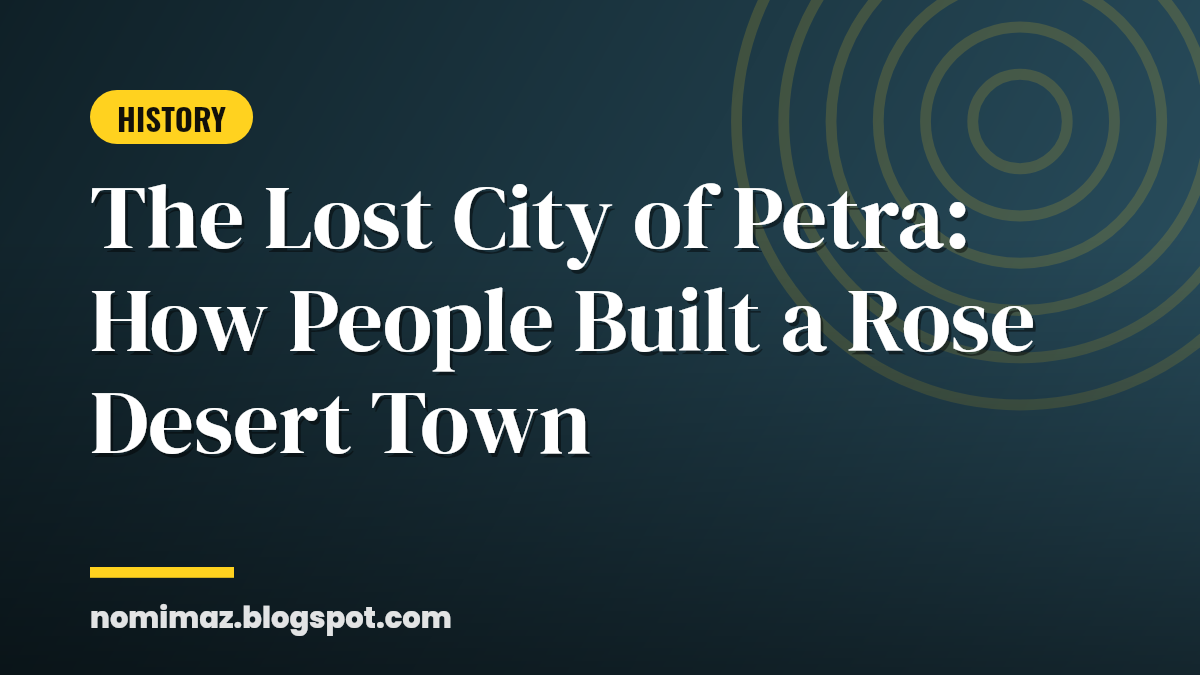 HISTORY
The Lost City of Petra:
How People Built a Rose
Desert Town
nomimaz.blogspot.com